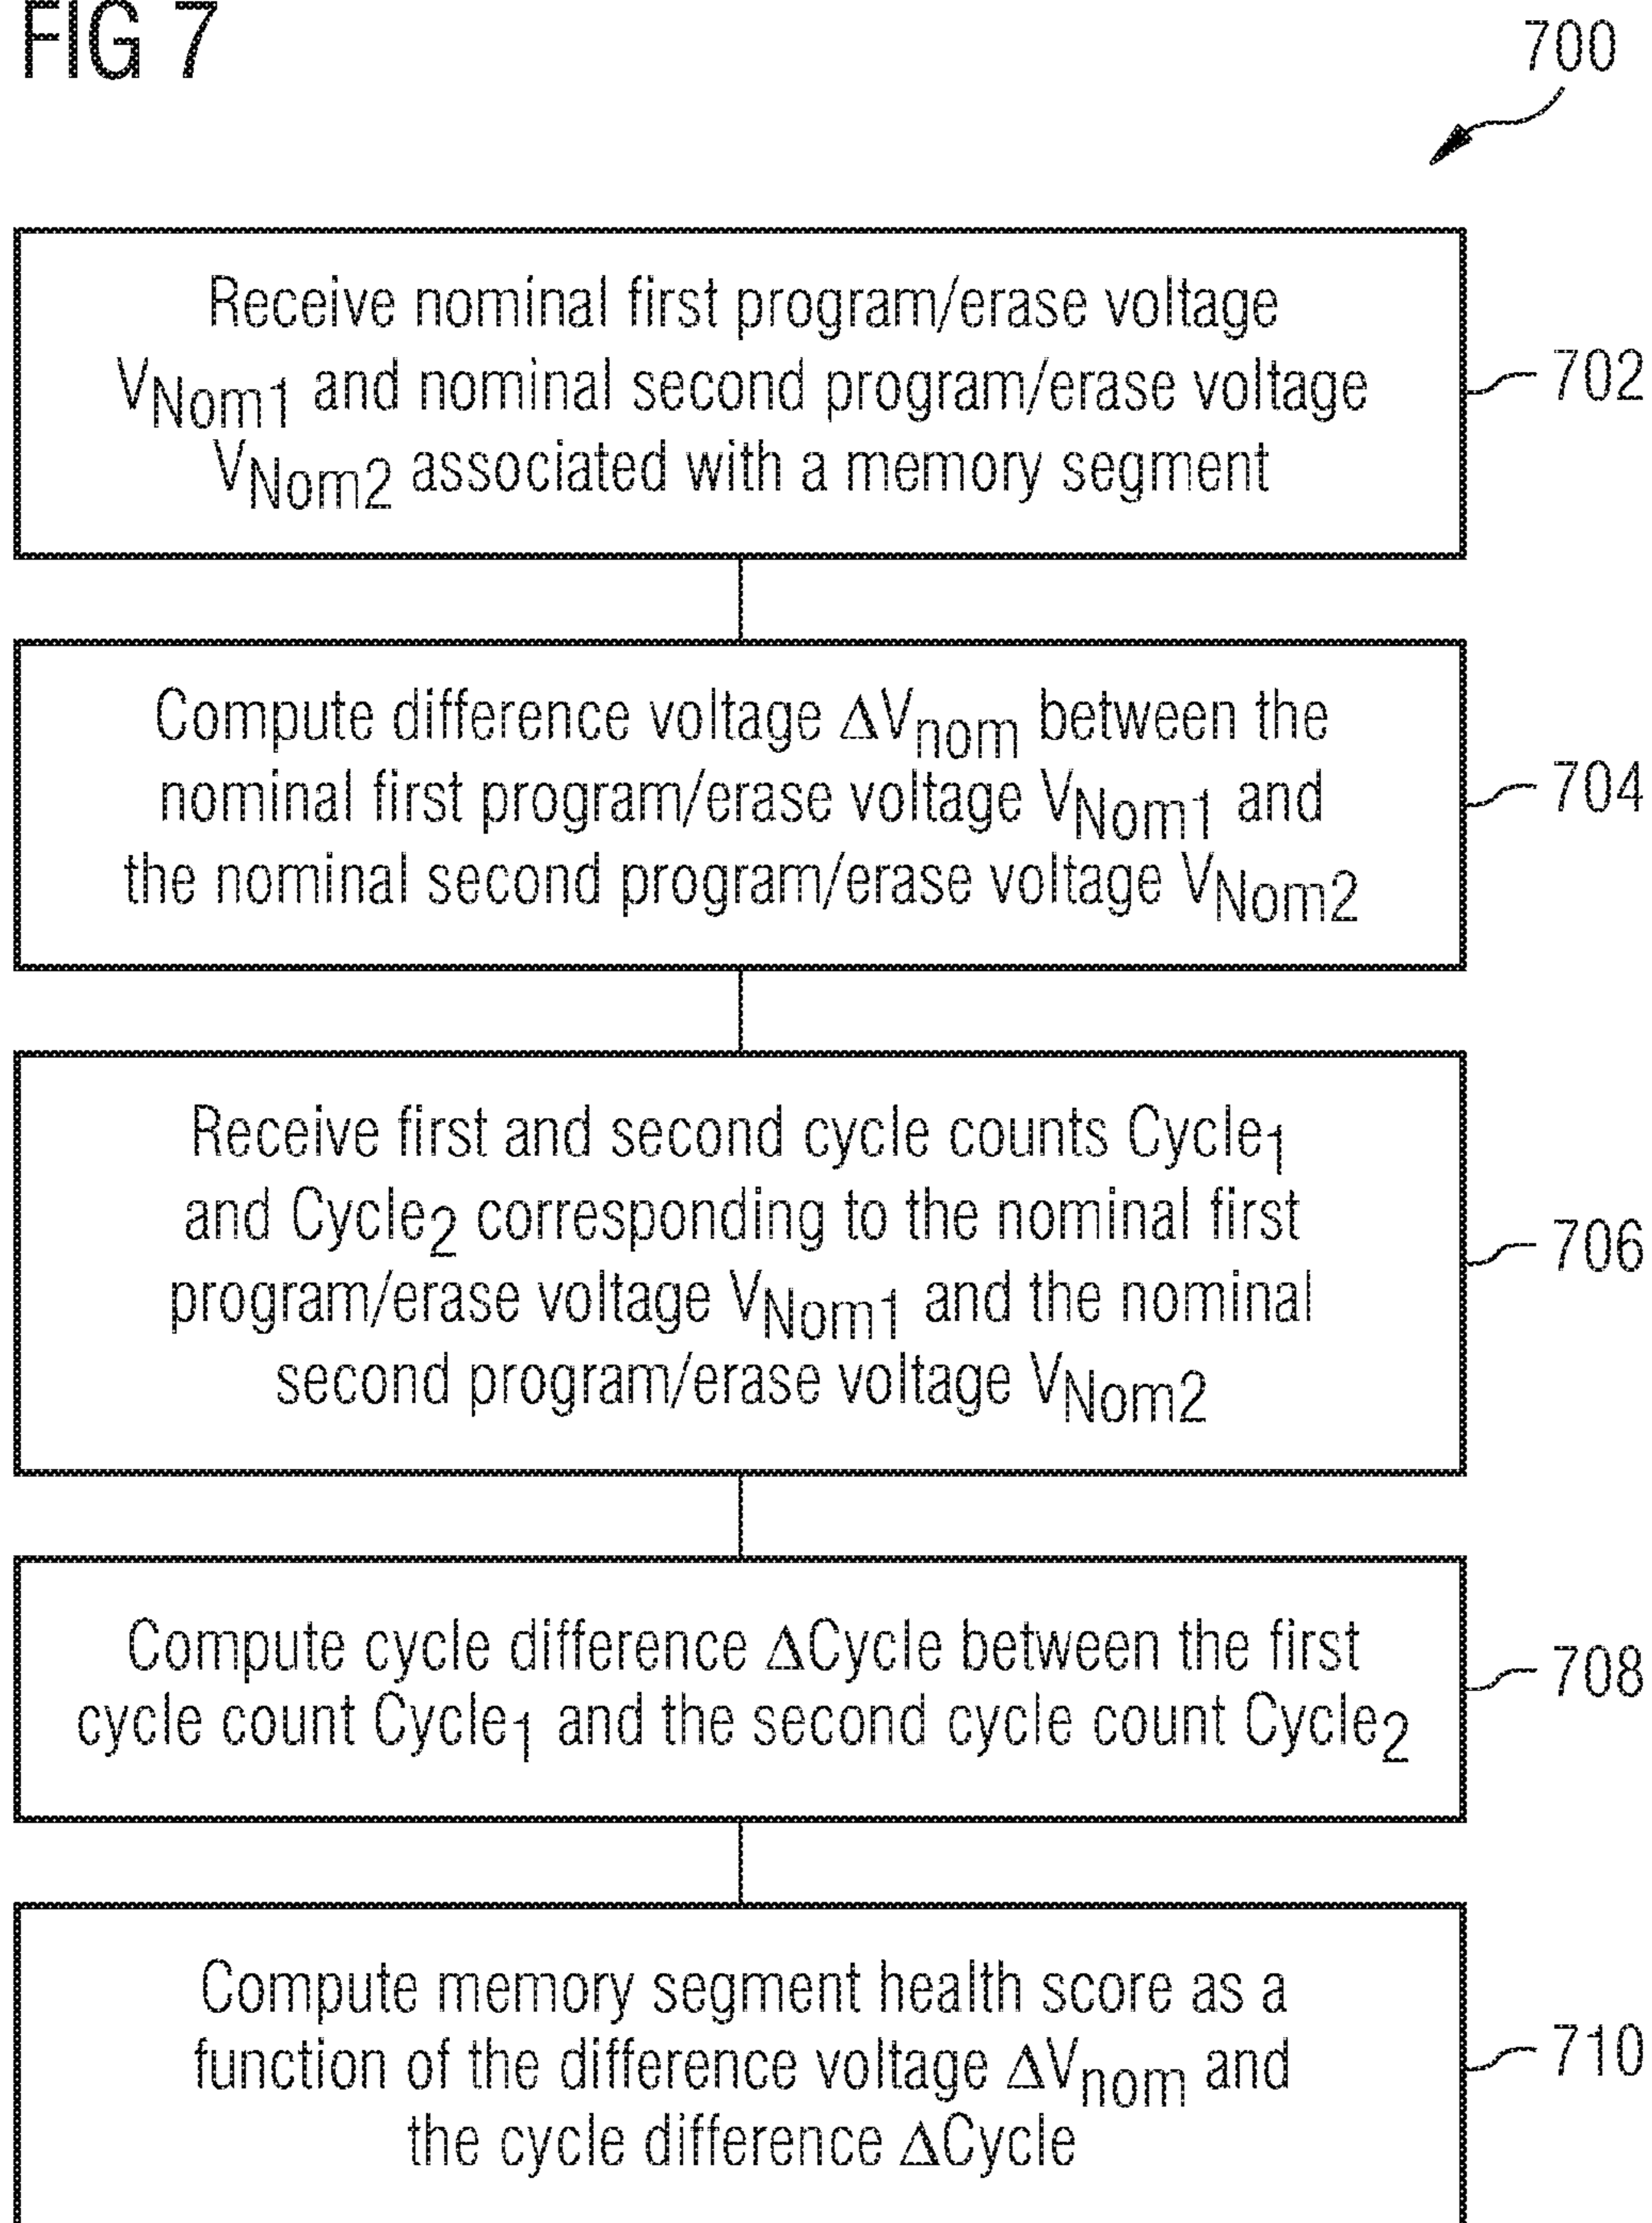 FIG 7
700
Receive nominal first program/erase voltage
VNom1 and nominal second program/erase voltage
VNom2 associated with a memory segment
702
Compute difference voltage ΔVnom between the
nominal first program/erase voltage VNom1 and
the nominal second program/erase voltage VNom2
704
Receive first and second cycle counts Cycle1
and Cycle2 corresponding to the nominal first
program/erase voltage VNom1 and the nominal
second program/erase voltage VNom2
706
Compute cycle difference ΔCycle between the first
cycle count Cycle1 and the second cycle count Cycle2
708
Compute memory segment health score as a
function of the difference voltage ΔVnom and
the cycle difference ΔCycle
710